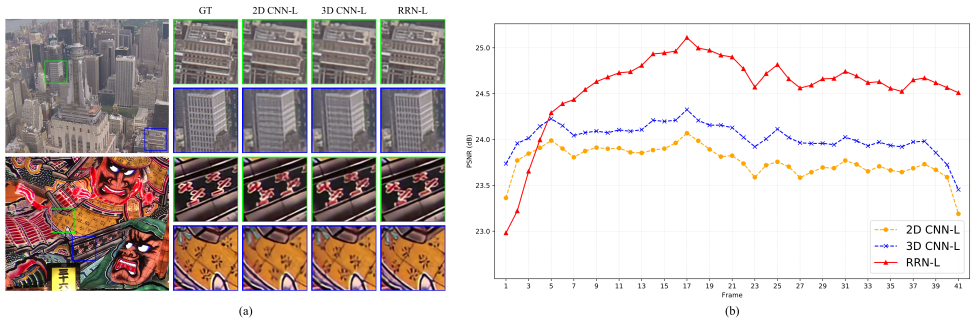 GT 2D CNN-L 3D CNN-L RRN-L
(a)
25.0
24.5
24.0
23.5
23.0
PSNR (dB)
2D CNN-L
3D CNN-L
RRN-L
1 3 5 7 9 11 13 15 17 19 21 23 25 27 29 31 33 35 37 39 41
Frame
(b)